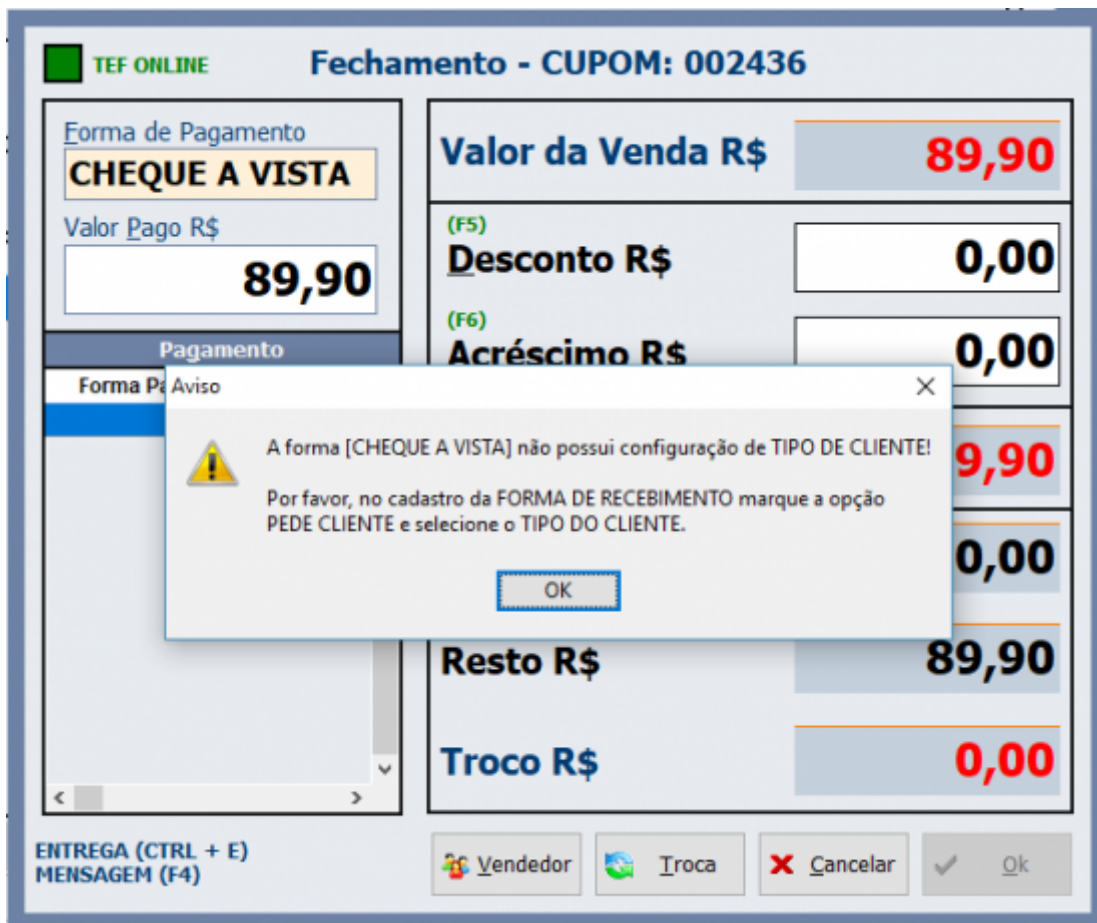 TEF ONLINE
Fechamento - CUPOM: 002436
Forma de Pagamento
CHEQUE A VISTA
Valor Pago R$
89,90
Pagamento
Forma Pa
Valor da Venda R$
89,90
(F5)
Desconto R$
0,00
(F6)
Acréscimo R$
0,00
Aviso
A forma [CHEQUE A VISTA] não possui configuração de TIPO DE CLIENTE!
Por favor, no cadastro da FORMA DE RECEBIMENTO marque a opção
PEDE CLIENTE e selecione o TIPO DO CLIENTE.
OK
9,90
0,00
Resto R$
89,90
Troco R$
0,00
ENTREGA (CTRL + E)
MENSAGEM (F4)
Vendedor
Troca
Cancelar
Ok